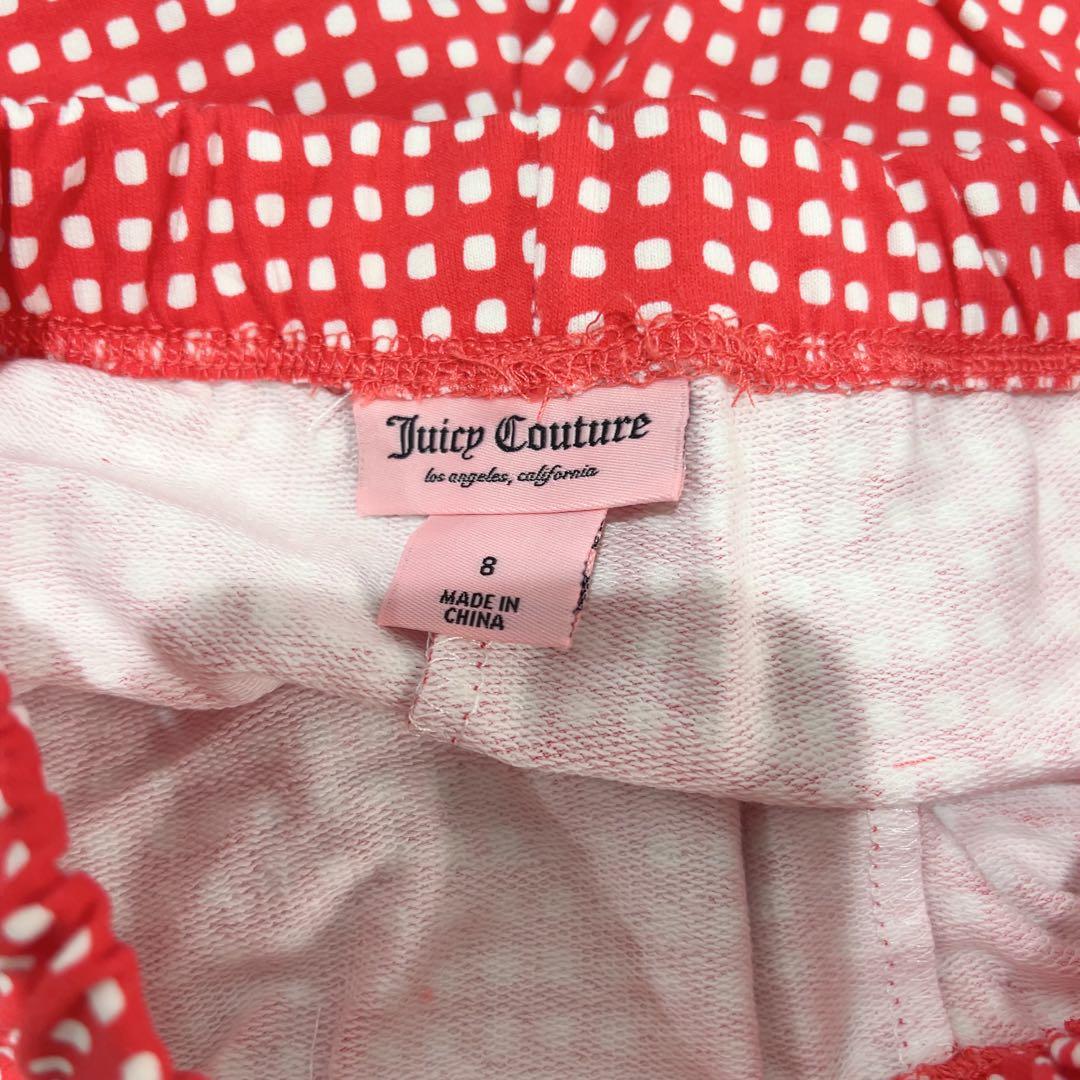 Juicy Couture
los angeles, california
8
MADE IN
CHINA